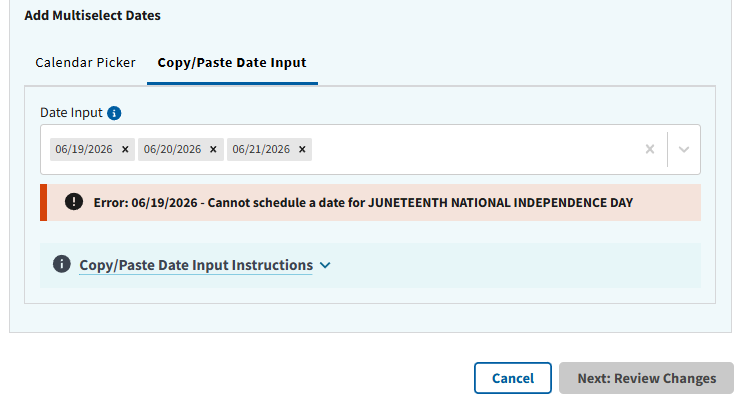 Add Multiselect Dates
Calendar Picker Copy/Paste Date Input
Date Input
06/19/2026 × 06/20/2026 × 06/21/2026 ×
Error: 06/19/2026 - Cannot schedule a date for JUNETEENTH NATIONAL INDEPENDENCE DAY
Copy/Paste Date Input Instructions
Cancel Next: Review Changes